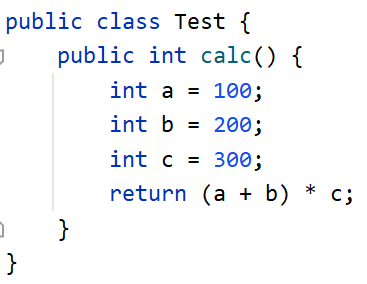 public class Test {
    public int calc() {
        int a = 100;
        int b = 200;
        int c = 300;
        return (a + b) * c;
    }
}